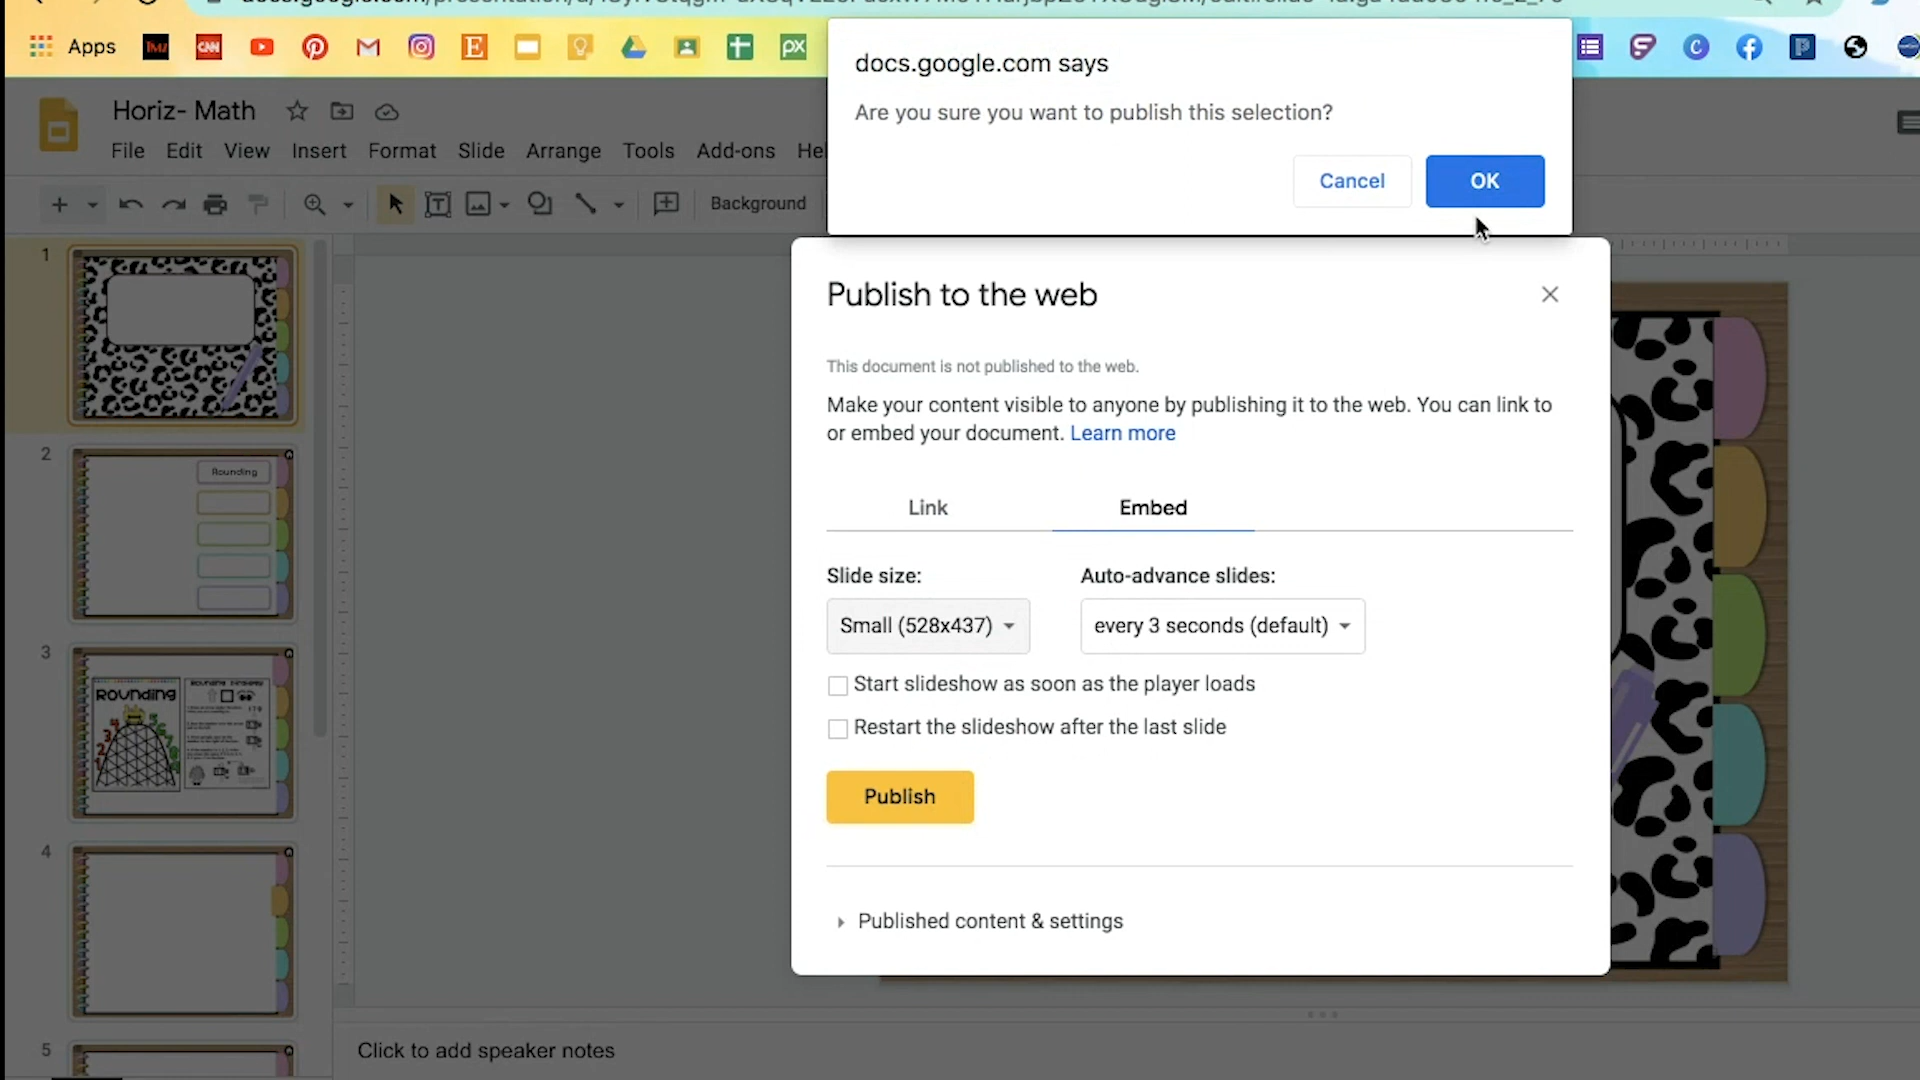 Apps
TMZ
CNN
px
docs.google.com says
Are you sure you want to publish this selection?
Cancel
OK
Horiz- Math
File Edit View Insert Format Slide Arrange Tools Add-ons Hel
Background
Publish to the web
This document is not published to the web.
Make your content visible to anyone by publishing it to the web. You can link to
or embed your document. Learn more
Link
Embed
Slide size:
Auto-advance slides:
Small (528x437)
every 3 seconds (default)
Start slideshow as soon as the player loads
Restart the slideshow after the last slide
Publish
Published content & settings
1
2
Rounding
3
Rounding
4
5
Click to add speaker notes